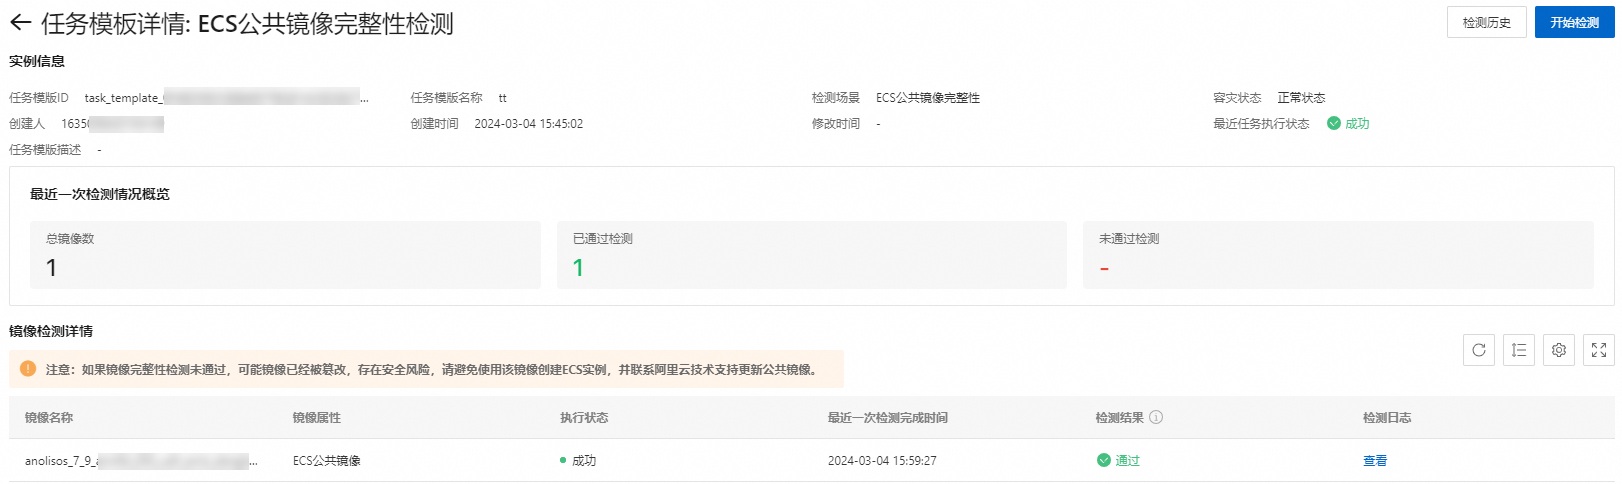 任务模板详情: ECS公共镜像完整性检测
检测历史
开始检测
实例信息
任务模版ID task_template_ ...
任务模版名称 tt
检测场景 ECS公共镜像完整性
容灾状态 正常状态
创建人 1635
创建时间 2024-03-04 15:45:02
修改时间 -
最近任务执行状态 成功
任务模版描述 -
最近一次检测情况概览
总镜像数
已通过检测
未通过检测
1
1
-
镜像检测详情
注意：如果镜像完整性检测未通过，可能镜像已经被篡改，存在安全风险，请避免使用该镜像创建ECS实例，并联系阿里云技术支持更新公共镜像。
镜像名称 镜像属性 执行状态 最近一次检测完成时间 检测结果 检测日志
anolisos_7_9_ ... ECS公共镜像 成功 2024-03-04 15:59:27 通过 查看